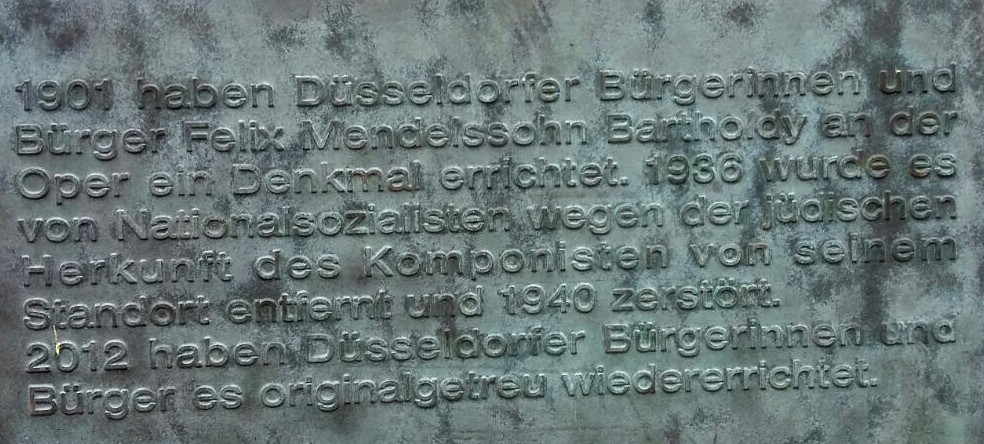 1901 haben Düsseldorfer Bürgerinnen und
Bürger Felix Mendelssohn Bartholdy an der
Oper ein Denkmal errichtet. 1936 wurde es
von Nationalsozialisten wegen der jüdischen
Herkunft des Komponisten von seinem
Standort entfernt und 1940 zerstört.
2012 haben Düsseldorfer Bürgerinnen und
Bürger es originalgetreu wiedererrichtet.